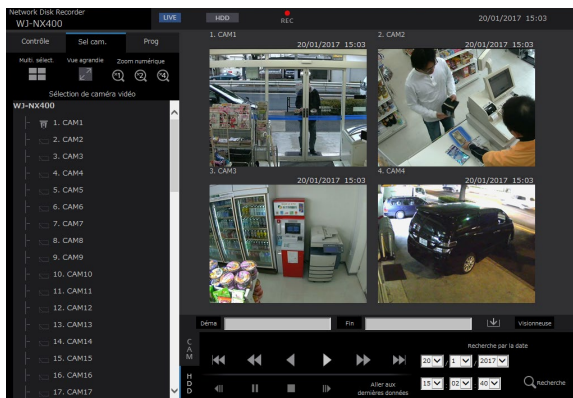 Network Disk Recorder
WJ-NX400
LIVE
HDD
REC
20/01/2017 15:03
Contrôle
Sel cam.
Prog
Multi. sélect.
Vue agrandie
Zoom numérique
x1
x2
x4
Sélection de caméra vidéo
WJ-NX400
1. CAM1
2. CAM2
3. CAM3
4. CAM4
5. CAM5
6. CAM6
7. CAM7
8. CAM8
9. CAM9
10. CAM10
11. CAM11
12. CAM12
13. CAM13
14. CAM14
15. CAM15
16. CAM16
17. CAM17
1. CAM1
20/01/2017 15:03
2. CAM2
20/01/2017 15:03
3. CAM3
20/01/2017 15:03
4. CAM4
20/01/2017 15:03
Déma
Fin
Visionneuse
CAM
HDD
Aller aux
dernières données
Recherche par la date
20 / 1 / 2017
15 : 02 : 40
Recherche